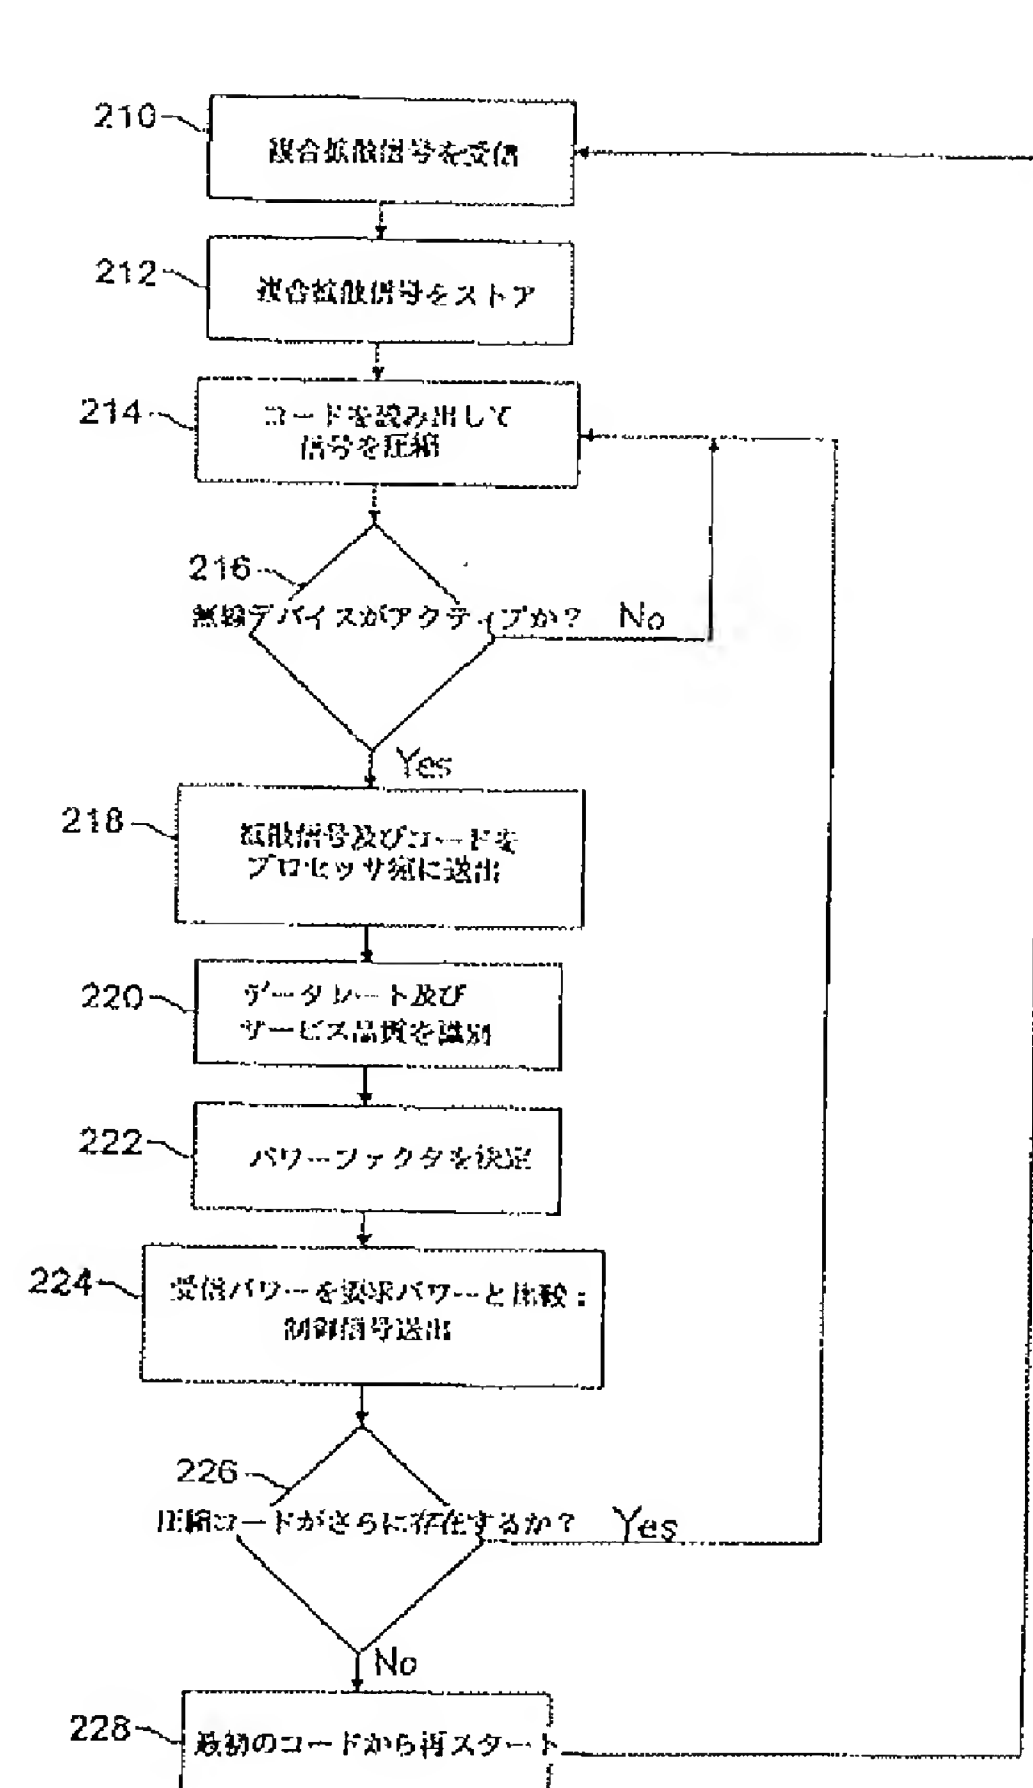 210
複合拡散信号を受信
212
複合拡散信号をストア
214
コードを読み出して
信号を圧縮
216
無線デバイスがアクティブか? No
Yes
218
拡散信号及びコードを
プロセッサ宛に送出
220
データレート及び
サービス品質を識別
222
パワーファクタを決定
224
受信パワーを要求パワーと比較:
制御信号送出
226
圧縮コードがさらに存在するか? Yes
No
228
最初のコードから再スタート